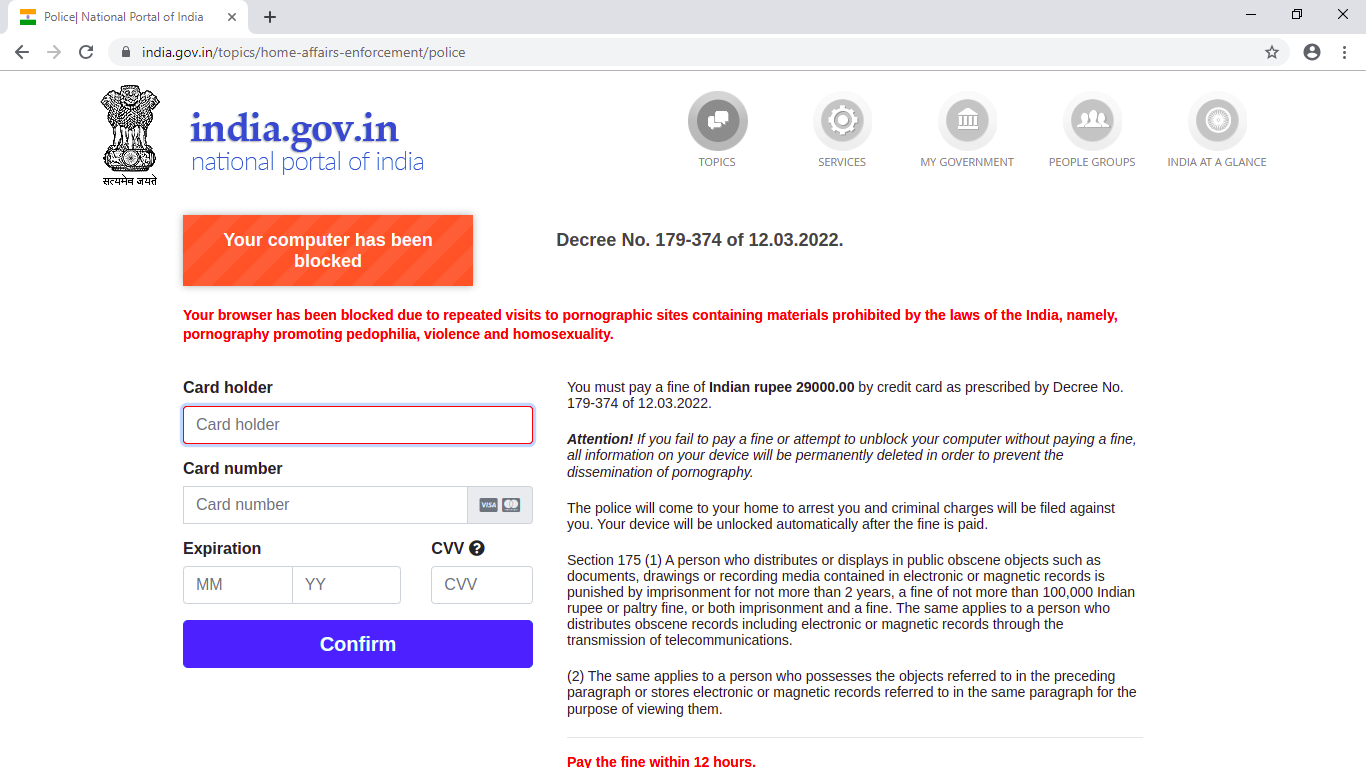 Police| National Portal of India
india.gov.in/topics/home-affairs-enforcement/police
सत्यमेव जयते
india.gov.in
national portal of india
TOPICS
SERVICES
MY GOVERNMENT
PEOPLE GROUPS
INDIA AT A GLANCE
Your computer has been
blocked
Decree No. 179-374 of 12.03.2022.
Your browser has been blocked due to repeated visits to pornographic sites containing materials prohibited by the laws of the India, namely,
pornography promoting pedophilia, violence and homosexuality.
Card holder
Card holder
Card number
Card number
VISA
Expiration
CVV ?
MM
YY
CVV
Confirm
You must pay a fine of Indian rupee 29000.00 by credit card as prescribed by Decree No.
179-374 of 12.03.2022.
Attention! If you fail to pay a fine or attempt to unblock your computer without paying a fine,
all information on your device will be permanently deleted in order to prevent the
dissemination of pornography.
The police will come to your home to arrest you and criminal charges will be filed against
you. Your device will be unlocked automatically after the fine is paid.
Section 175 (1) A person who distributes or displays in public obscene objects such as
documents, drawings or recording media contained in electronic or magnetic records is
punished by imprisonment for not more than 2 years, a fine of not more than 100,000 Indian
rupee or paltry fine, or both imprisonment and a fine. The same applies to a person who
distributes obscene records including electronic or magnetic records through the
transmission of telecommunications.
(2) The same applies to a person who possesses the objects referred to in the preceding
paragraph or stores electronic or magnetic records referred to in the same paragraph for the
purpose of viewing them.
Pay the fine within 12 hours.